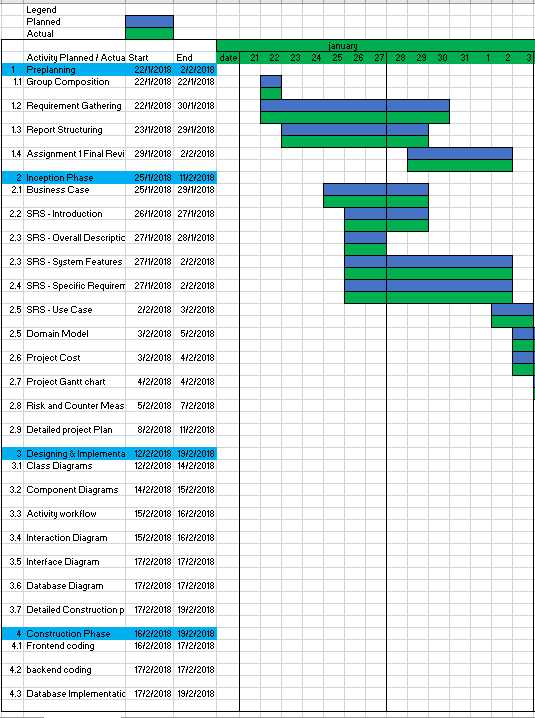 Legend
Planned
Actual
january
Activity Planned / Actua Start End date 21 22 23 24 25 26 27 28 29 30 31 1 2 3
1 Preplanning 22/1/2018 2/2/2018
1.1 Group Composition 22/1/2018 22/1/2018
1.2 Requirement Gathering 22/1/2018 30/1/2018
1.3 Report Structuring 23/1/2018 29/1/2018
1.4 Assignment 1 Final Revi 29/1/2018 2/2/2018
2 Inception Phase 25/1/2018 11/2/2018
2.1 Business Case 25/1/2018 29/1/2018
2.2 SRS - Introduction 26/1/2018 27/1/2018
2.3 SRS - Overall Descriptic 27/1/2018 28/1/2018
2.3 SRS - System Features 27/1/2018 2/2/2018
2.4 SRS - Specific Requirem 27/1/2018 2/2/2018
2.5 SRS - Use Case 2/2/2018 3/2/2018
2.5 Domain Model 3/2/2018 5/2/2018
2.6 Project Cost 3/2/2018 4/2/2018
2.7 Project Gantt chart 4/2/2018 4/2/2018
2.8 Risk and Counter Meas 5/2/2018 7/2/2018
2.9 Detailed project Plan 8/2/2018 11/2/2018
3 Designing & Implementa 12/2/2018 19/2/2018
3.1 Class Diagrams 12/2/2018 14/2/2018
3.2 Component Diagrams 14/2/2018 15/2/2018
3.3 Activity workflow 15/2/2018 16/2/2018
3.4 Interaction Diagram 15/2/2018 16/2/2018
3.5 Interface Diagram 17/2/2018 17/2/2018
3.6 Database Diagram 17/2/2018 17/2/2018
3.7 Detailed Construction p 17/2/2018 19/2/2018
4 Construction Phase 16/2/2018 19/2/2018
4.1 Frontend coding 16/2/2018 17/2/2018
4.2 backend coding 17/2/2018 17/2/2018
4.3 Database Implementatic 17/2/2018 19/2/2018